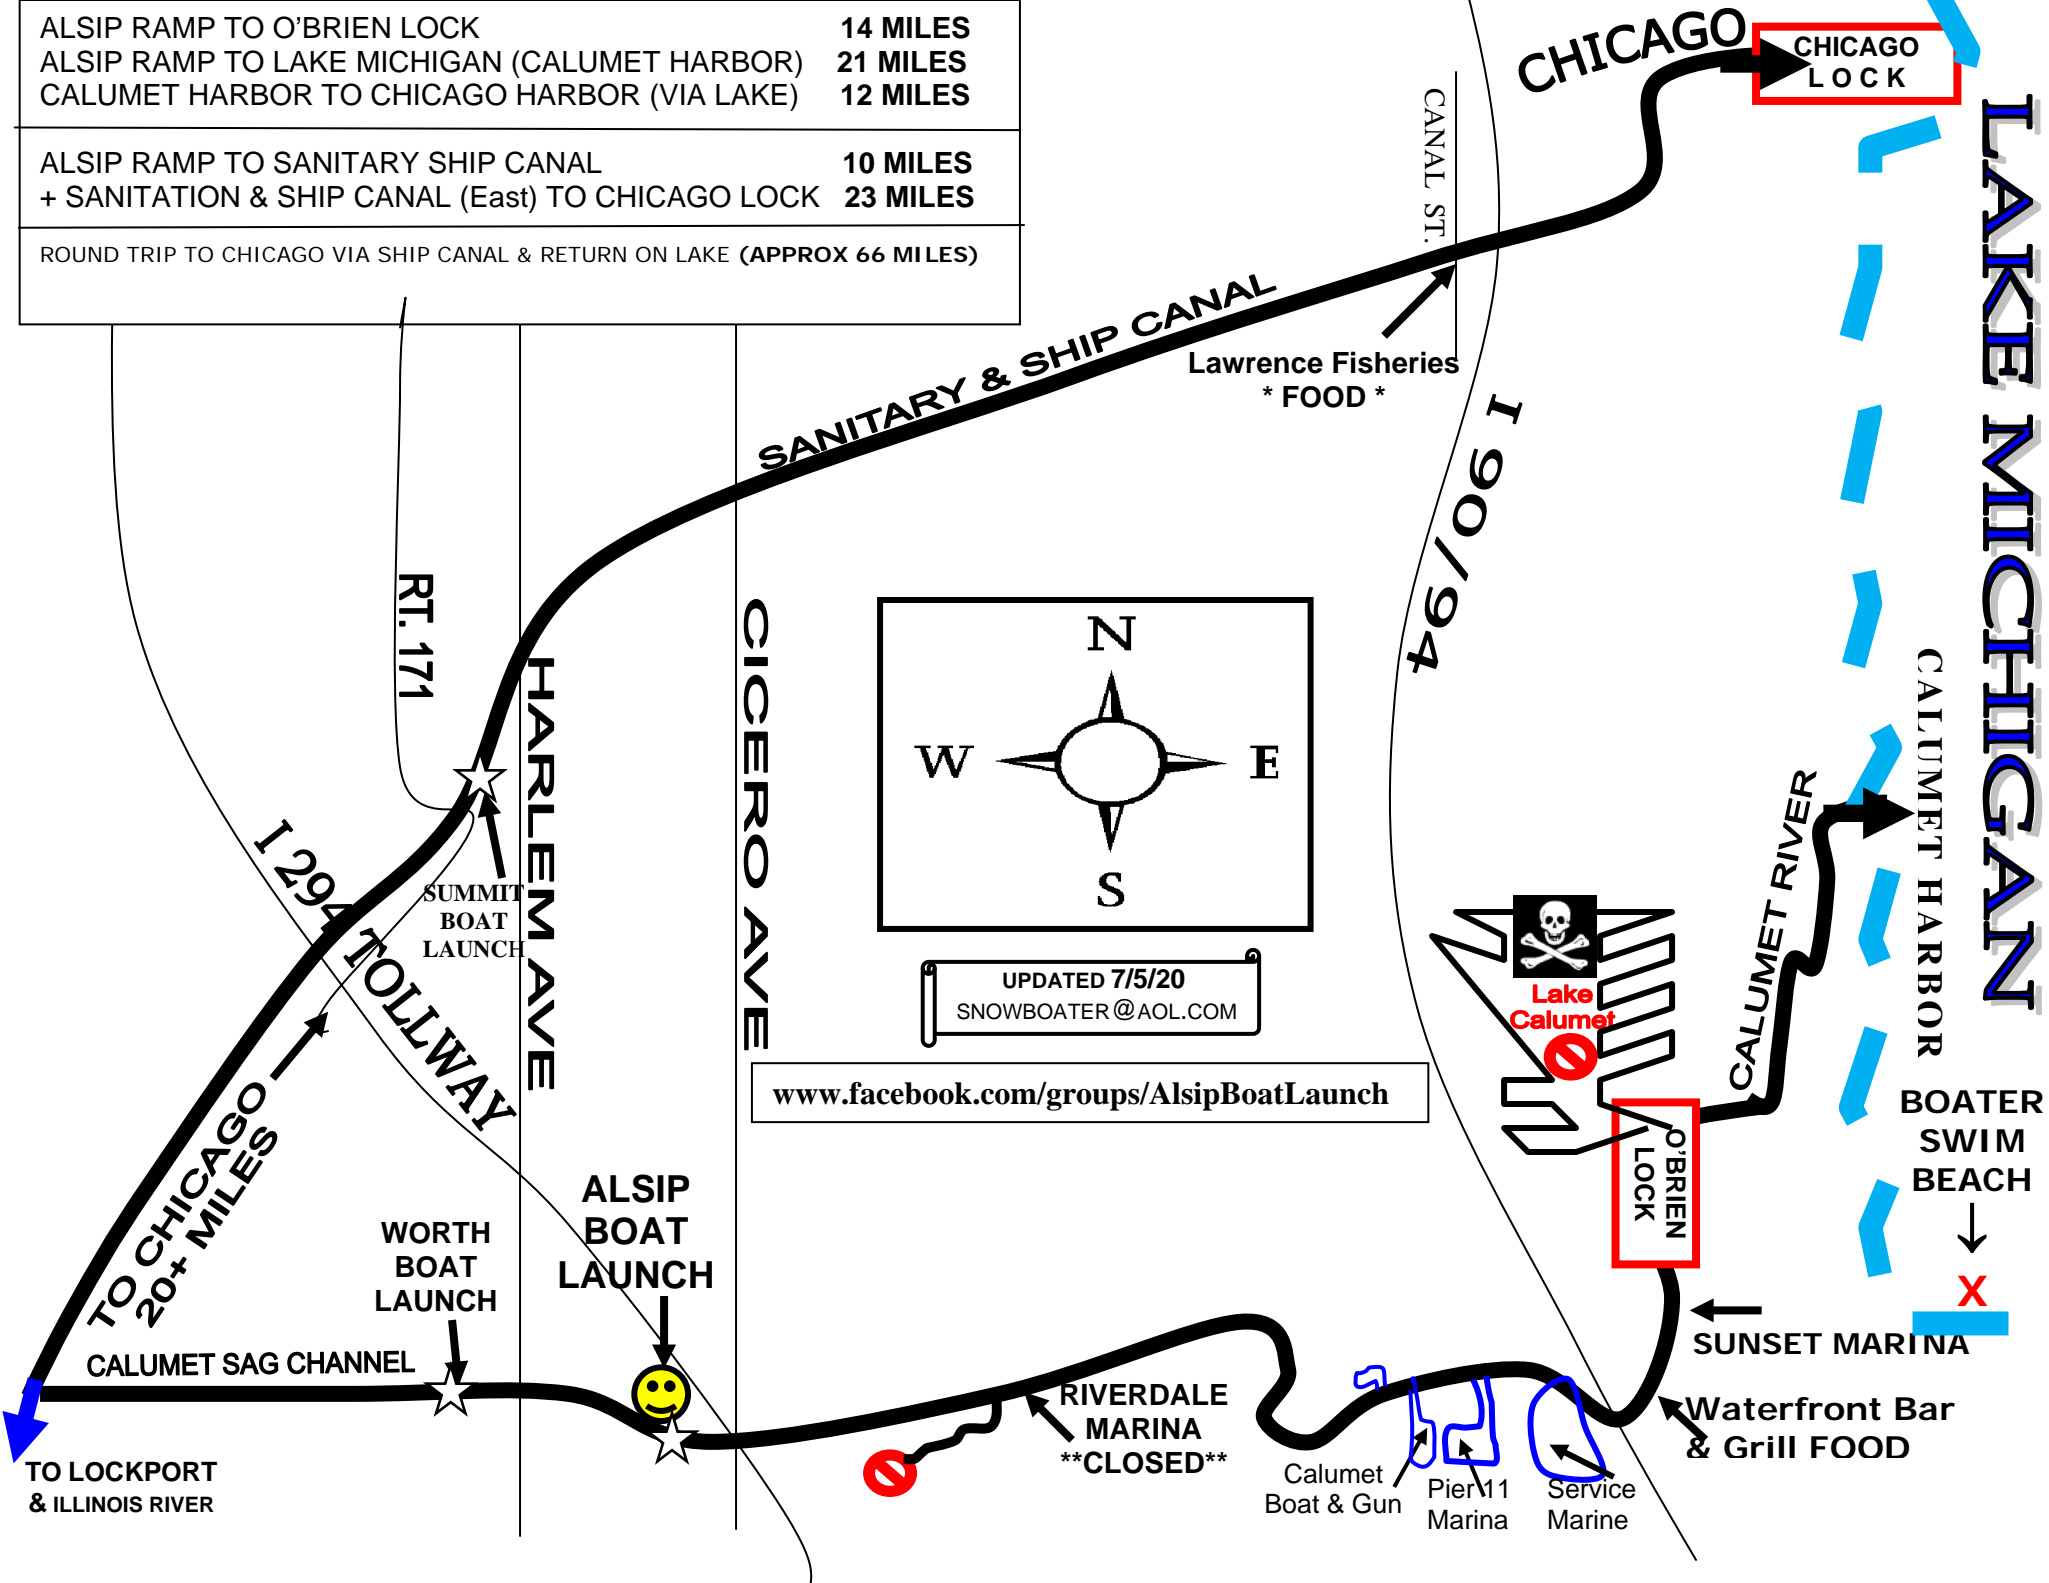 ALSIP RAMP TO O'BRIEN LOCK 14 MILES
ALSIP RAMP TO LAKE MICHIGAN (CALUMET HARBOR) 21 MILES
CALUMET HARBOR TO CHICAGO HARBOR (VIA LAKE) 12 MILES
ALSIP RAMP TO SANITARY SHIP CANAL 10 MILES
+ SANITATION & SHIP CANAL (East) TO CHICAGO LOCK 23 MILES
ROUND TRIP TO CHICAGO VIA SHIP CANAL & RETURN ON LAKE (APPROX 66 MILES)
CHICAGO
CHICAGO
LOCK
LAKE MICHIGAN
CANAL ST.
SANITARY & SHIP CANAL
Lawrence Fisheries
* FOOD *
I 90/94
RT. 171
HARLEM AVE
CICERO AVE
N
W
E
S
CALUMET HARBOR
CALUMET RIVER
I 294 TOLLWAY
SUMMIT
BOAT
LAUNCH
UPDATED 7/5/20
SNOWBOATER@AOL.COM
www.facebook.com/groups/AlsipBoatLaunch
Lake
Calumet
O'BRIEN
LOCK
BOATER
SWIM
BEACH
X
TO CHICAGO
20+ MILES
WORTH
BOAT
LAUNCH
ALSIP
BOAT
LAUNCH
CALUMET SAG CHANNEL
SUNSET MARINA
RIVERDALE
MARINA
**CLOSED**
Waterfront Bar
& Grill FOOD
TO LOCKPORT
& ILLINOIS RIVER
Calumet
Boat & Gun
Pier 11
Marina
Service
Marine